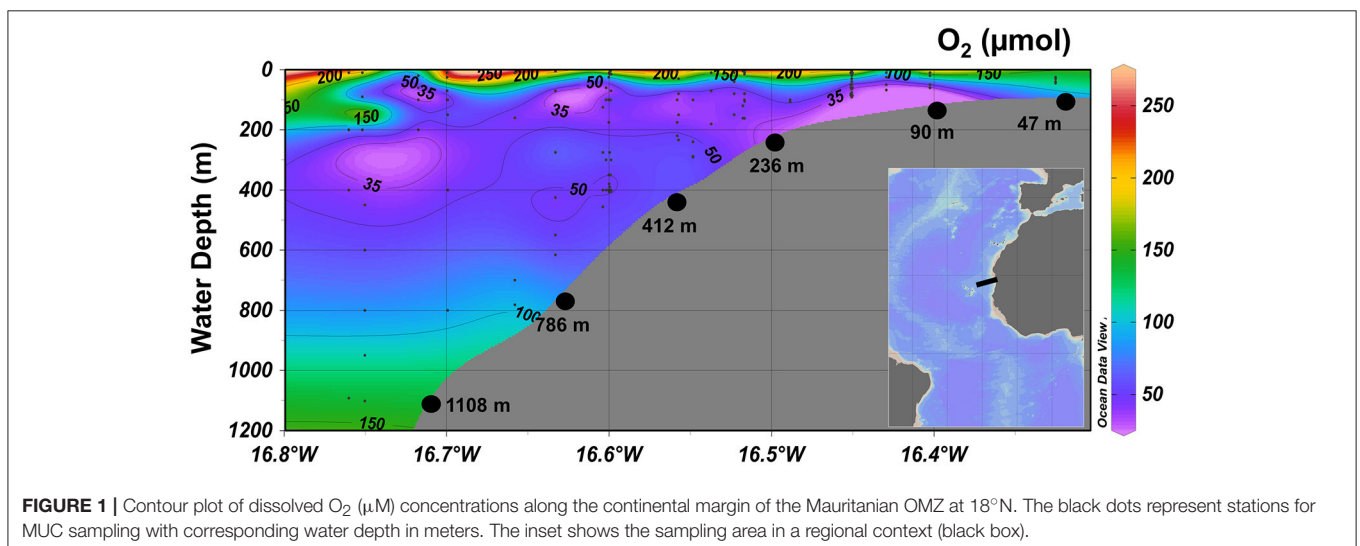 O₂ (µmol)
0
200
400
600
800
1000
1200
Water Depth (m)
200
50
35
250
200
50
200
50
200
100
150
60
150
35
35
35
50
50
100
150
47 m
90 m
236 m
412 m
786 m
1108 m
250
200
150
100
50
Ocean Data View
16.8°W
16.7°W
16.6°W
16.5°W
16.4°W
FIGURE 1 | Contour plot of dissolved O₂ (μM) concentrations along the continental margin of the Mauritanian OMZ at 18°N. The black dots represent stations for
MUC sampling with corresponding water depth in meters. The inset shows the sampling area in a regional context (black box).